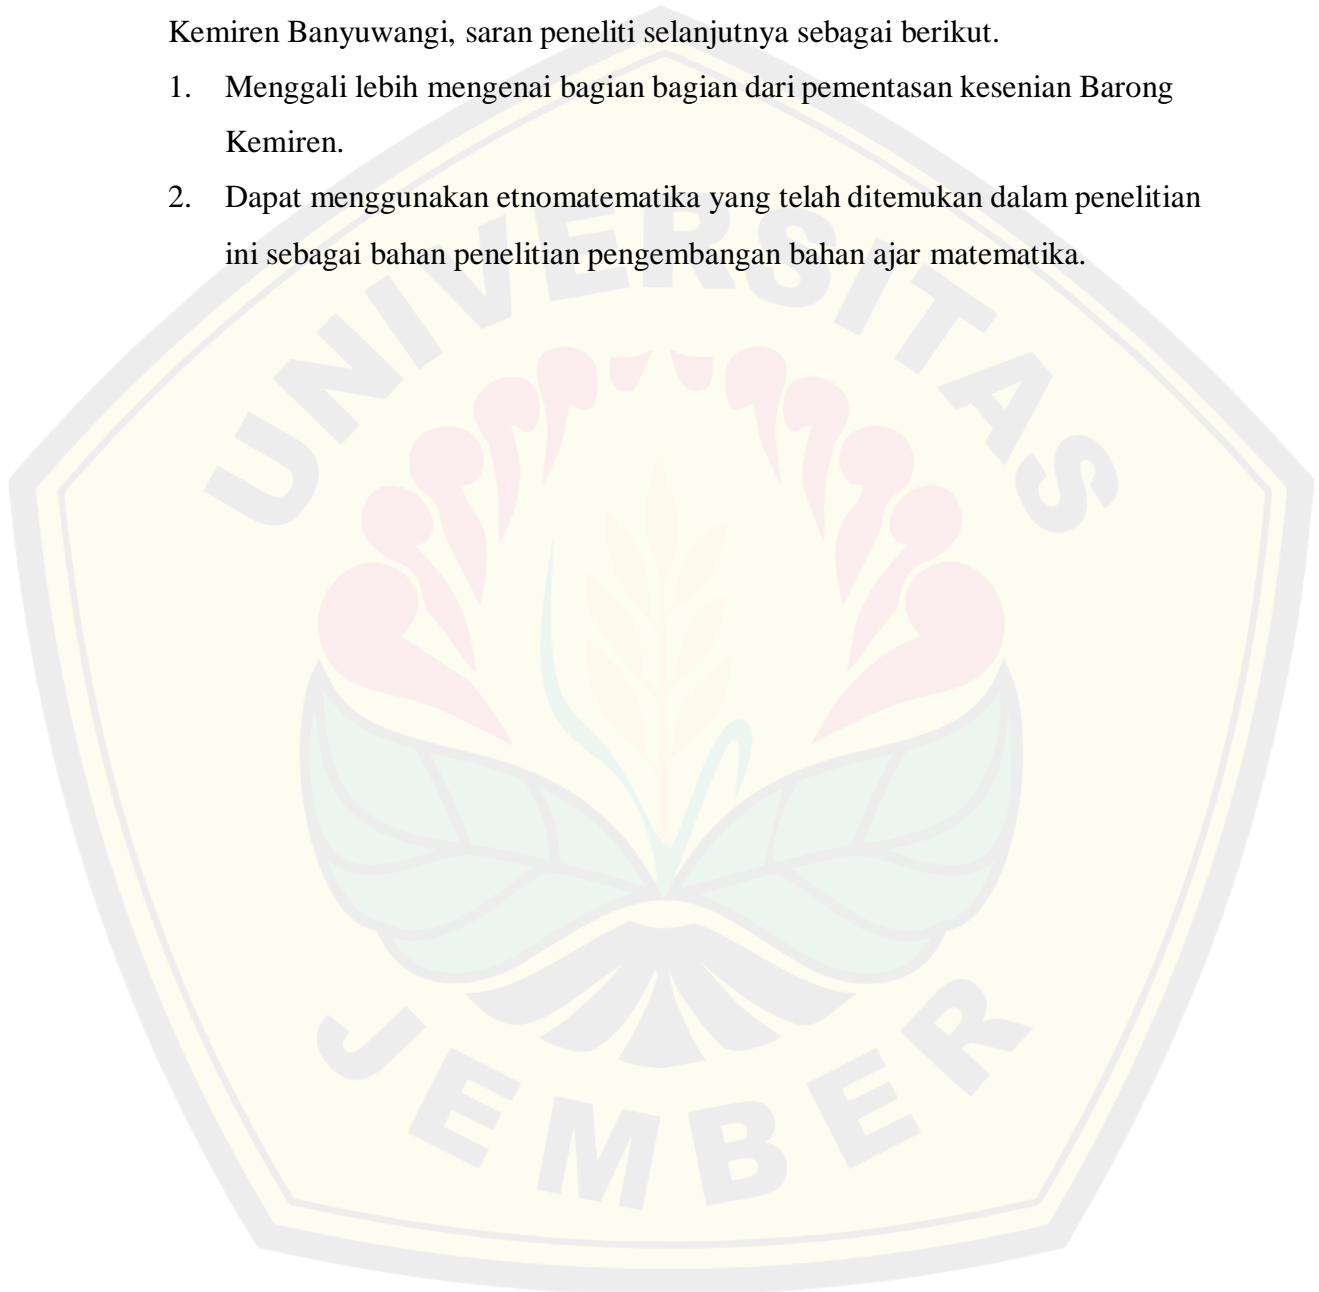 Kemiren Banyuwangi, saran peneliti selanjutnya sebagai berikut.
1. Menggali lebih mengenai bagian bagian dari pementasan kesenian Barong
Kemiren.
2. Dapat menggunakan etnomatematika yang telah ditemukan dalam penelitian
ini sebagai bahan penelitian pengembangan bahan ajar matematika.
UNIVERSITAS
JEMBER